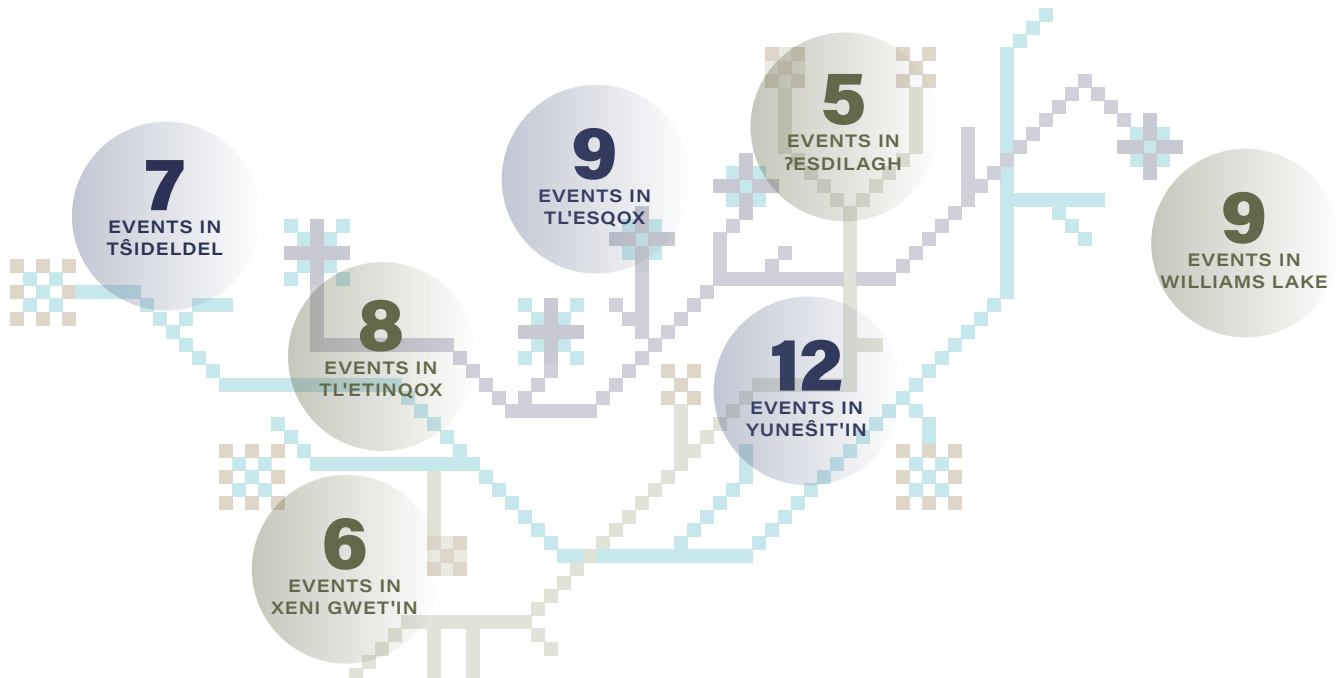 5
EVENTS IN
ʔESDILAGH
7
EVENTS IN
TŜIDELDEL
9
EVENTS IN
TL'ESQOX
9
EVENTS IN
WILLIAMS LAKE
8
EVENTS IN
TL'ETINQOX
12
EVENTS IN
YUNEŜIT'IN
6
EVENTS IN
XENI GWET'IN